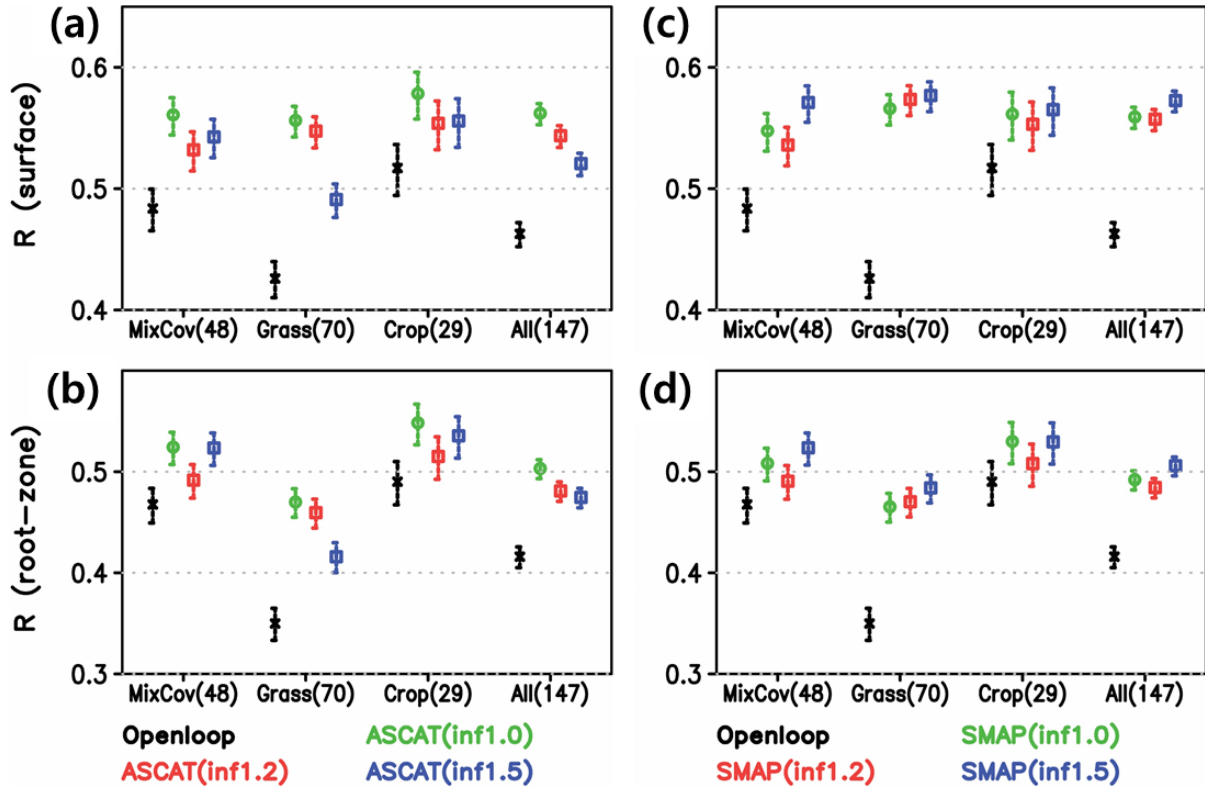 (a)
R (surface)
0.6
0.5
0.4
MixCov(48) Grass(70) Crop(29) All(147)
(c)
0.6
0.5
0.4
MixCov(48) Grass(70) Crop(29) All(147)
(b)
R (root-zone)
0.5
0.4
0.3
MixCov(48) Grass(70) Crop(29) All(147)
Openloop ASCAT(inf1.0)
ASCAT(inf1.2) ASCAT(inf1.5)
(d)
0.5
0.4
0.3
MixCov(48) Grass(70) Crop(29) All(147)
Openloop SMAP(inf1.0)
SMAP(inf1.2) SMAP(inf1.5)